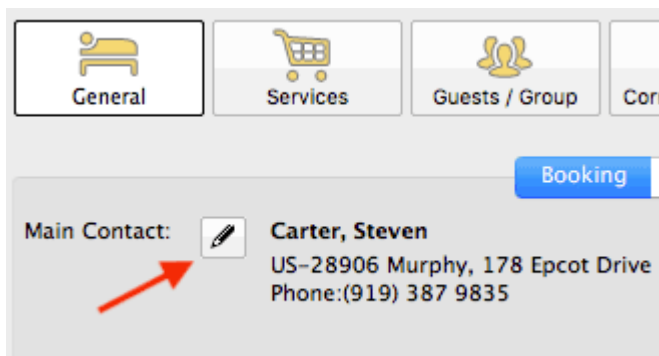 General
Services
Guests / Group
Booking
Main Contact:
Carter, Steven
US-28906 Murphy, 178 Epcot Drive
Phone:(919) 387 9835